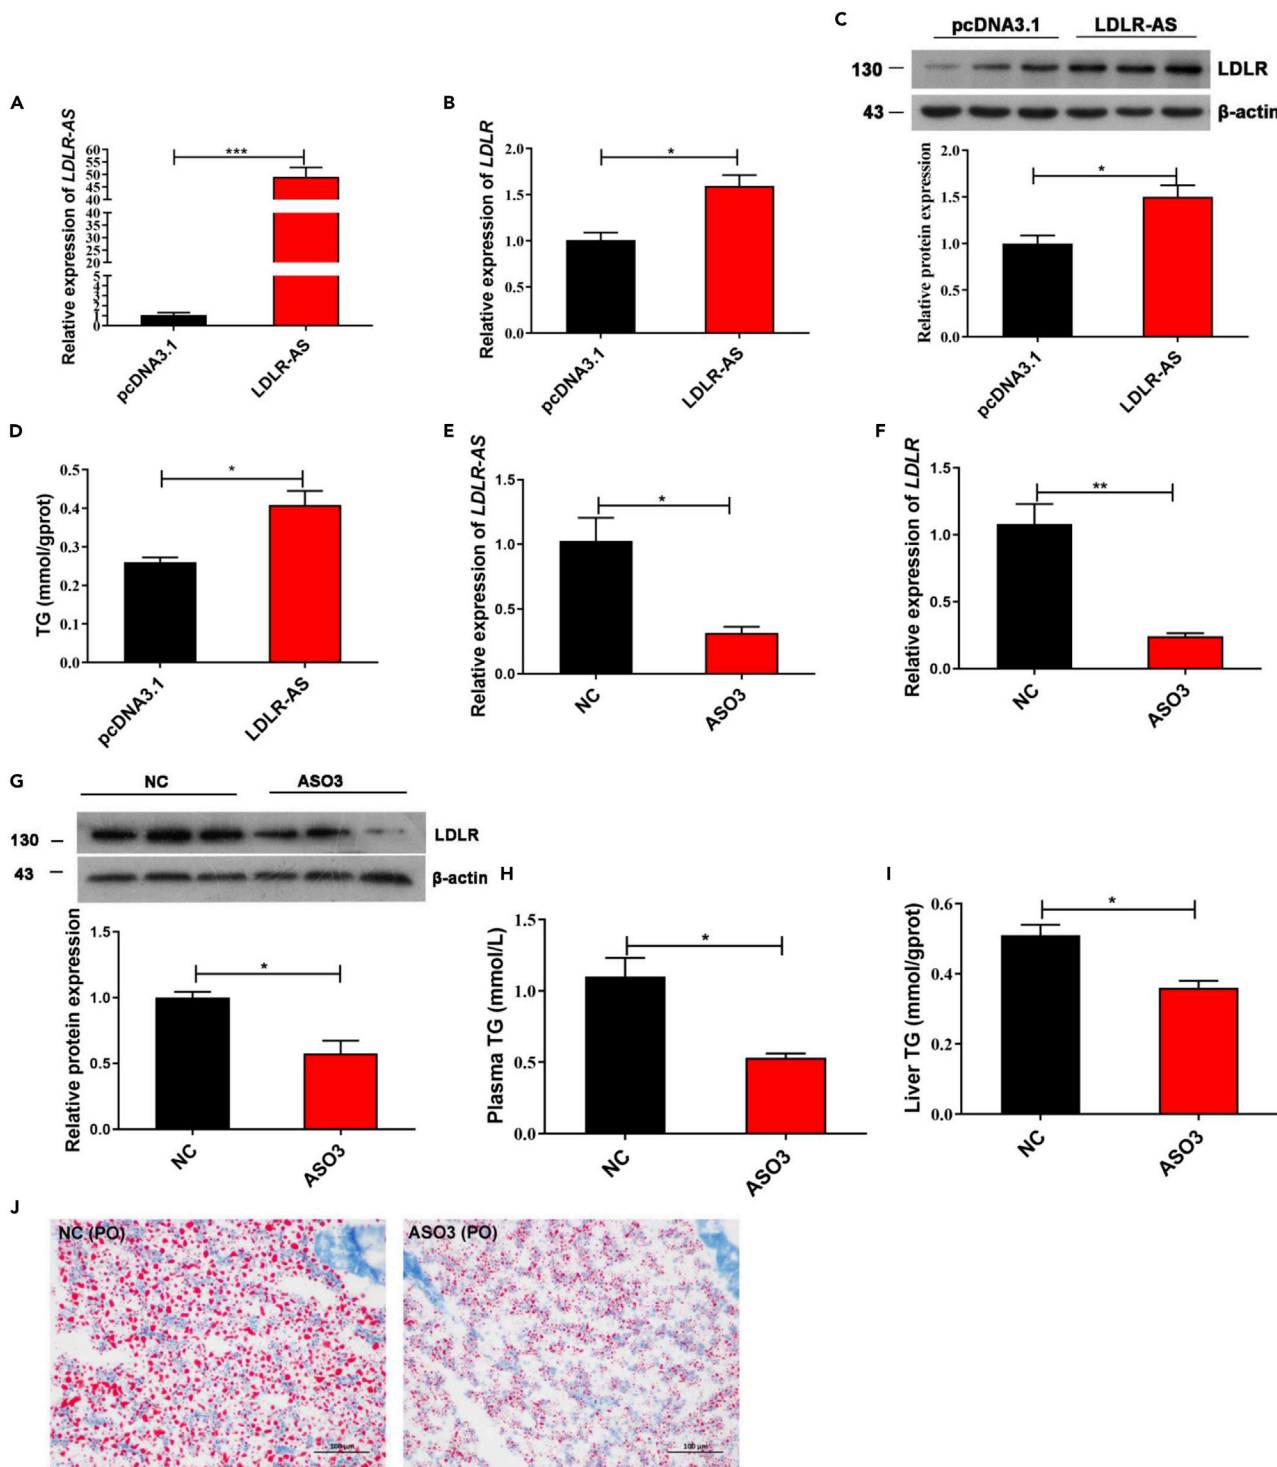 C
pcDNA3.1 LDLR-AS
130 LDLR
43 β-actin
Relative protein expression
2.0
1.5
1.0
0.5
0.0
*
pcDNA3.1
LDLR-AS
A
Relative expression of LDLR-AS
60
55
50
45
40
40
35
30
25
20
5
4
3
2
1
0
***
pcDNA3.1
LDLR-AS
B
Relative expression of LDLR
2.0
1.5
1.0
0.5
0.0
*
pcDNA3.1
LDLR-AS
D
TG (mmol/gprot)
0.5
0.4
0.3
0.2
0.1
0.0
*
pcDNA3.1
LDLR-AS
E
Relative expression of LDLR-AS
1.5
1.0
0.5
0.0
*
NC
ASO3
F
Relative expression of LDLR
1.5
1.0
0.5
0.0
**
NC
ASO3
G
NC ASO3
130 LDLR
43 β-actin
Relative protein expression
1.5
1.0
0.5
0.0
*
NC
ASO3
H
Plasma TG (mmol/L)
1.5
1.0
0.5
0.0
*
NC
ASO3
I
Liver TG (mmol/gprot)
0.6
0.4
0.2
0.0
*
NC
ASO3
J
NC (PO)
100 μm
ASO3 (PO)
100 μm